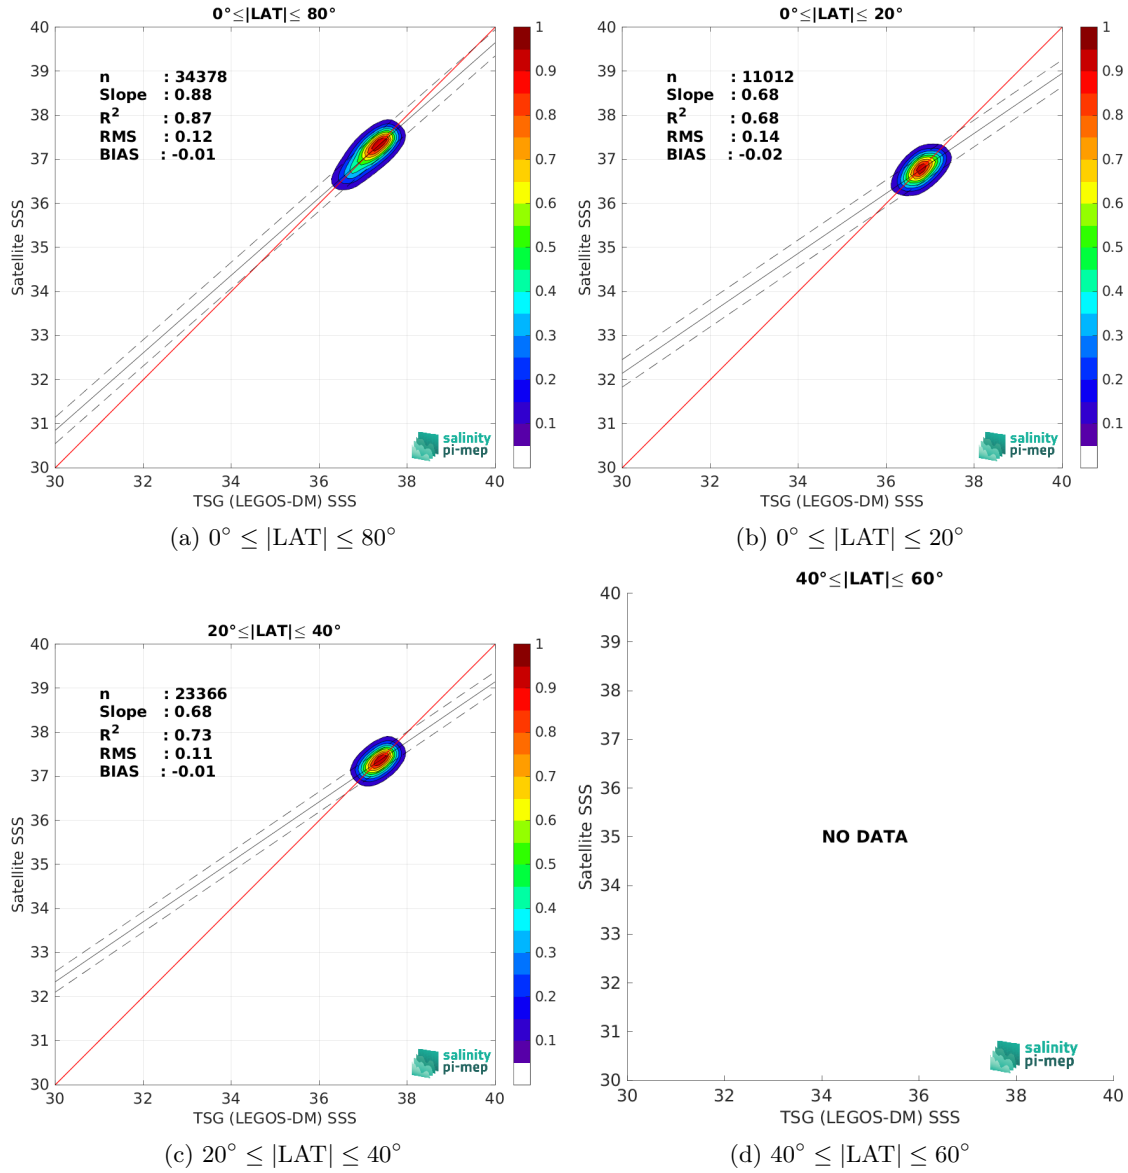 0°≤|LAT|≤ 80°
40
39
38
37
36
35
34
33
32
31
30
Satellite SSS
n : 34378
Slope : 0.88
R² : 0.87
RMS : 0.12
BIAS : -0.01
salinity
pi-mep
30 32 34 36 38 40
TSG (LEGOS-DM) SSS
1
0.9
0.8
0.7
0.6
0.5
0.4
0.3
0.2
0.1
(a) 0° ≤ |LAT| ≤ 80°
0°≤|LAT|≤ 20°
40
39
38
37
36
35
34
33
32
31
30
Satellite SSS
n : 11012
Slope : 0.68
R² : 0.68
RMS : 0.14
BIAS : -0.02
salinity
pi-mep
30 32 34 36 38 40
TSG (LEGOS-DM) SSS
1
0.9
0.8
0.7
0.6
0.5
0.4
0.3
0.2
0.1
(b) 0° ≤ |LAT| ≤ 20°
20°≤|LAT|≤ 40°
40
39
38
37
36
35
34
33
32
31
30
Satellite SSS
n : 23366
Slope : 0.68
R² : 0.73
RMS : 0.11
BIAS : -0.01
salinity
pi-mep
30 32 34 36 38 40
TSG (LEGOS-DM) SSS
1
0.9
0.8
0.7
0.6
0.5
0.4
0.3
0.2
0.1
(c) 20° ≤ |LAT| ≤ 40°
40°≤|LAT|≤ 60°
40
39
38
37
36
35
34
33
32
31
30
Satellite SSS
NO DATA
salinity
pi-mep
30 32 34 36 38 40
TSG (LEGOS-DM) SSS
(d) 40° ≤ |LAT| ≤ 60°